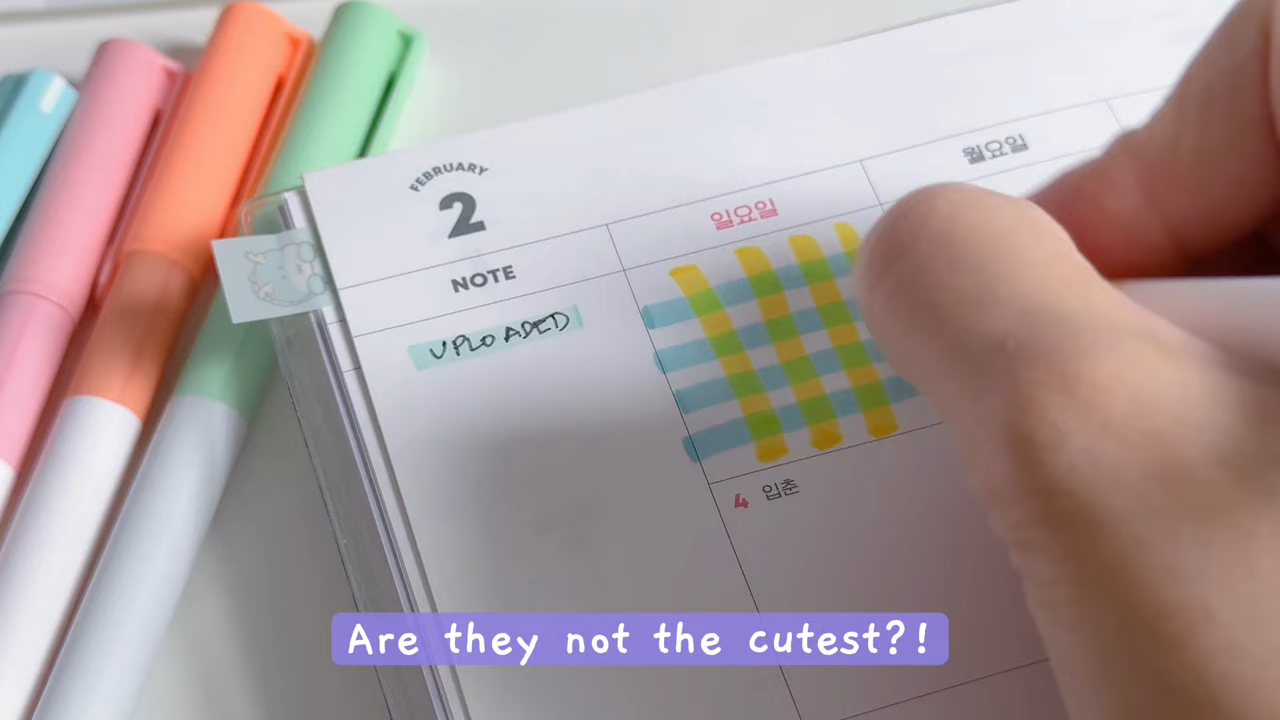 FEBRUARY
2
NOTE
일요일
월요일
UPLOADED
4 입춘
Are they not the cutest?!